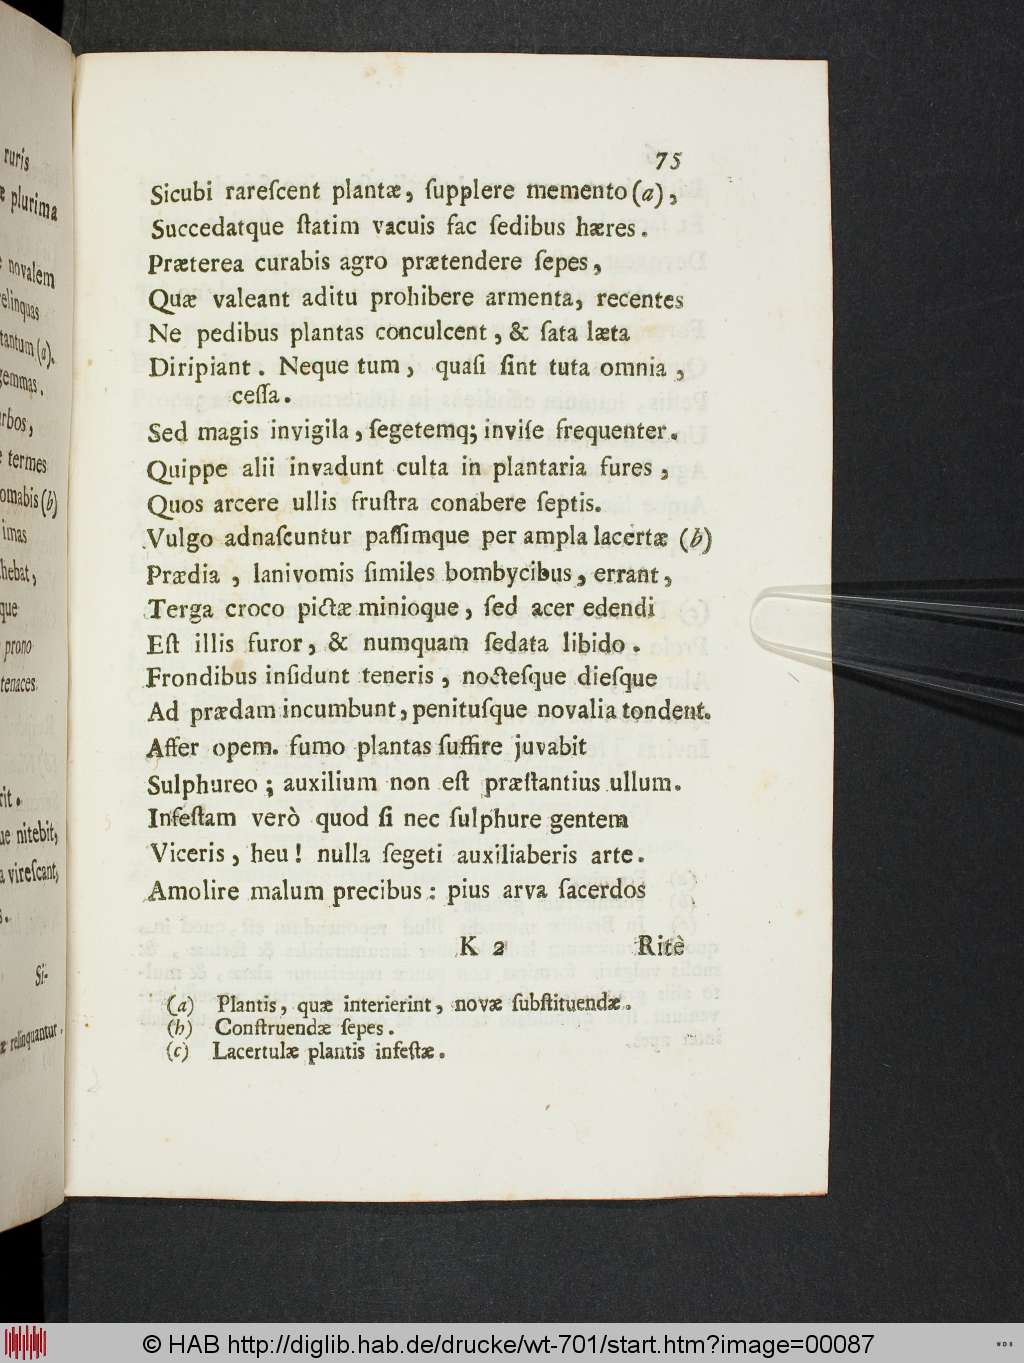 ruris
plurima
novalem
relinquas
tantum (a).
gemmas.
termes
(b)
imas
hebat,
que
prono
tenaces.
rit.
ue nitebit,
a vireſcant,
Si-
æ relinquantur.
75
Sicubi rareſcent plantæ, ſupplere memento (a),
Succedatque ſtatim vacuis fac ſedibus hæres.
Præterea curabis agro prætendere ſepes,
Quæ valeant aditu prohibere armenta, recentes
Ne pedibus plantas conculcent, & ſata læta
Diripiant. Neque tum, quaſi ſint tuta omnia,
ceſſa.
Sed magis invigila, ſegetemq; inviſe frequenter.
Quippe alii invadunt culta in plantaria fures,
Quos arcere ullis fruſtra conabere ſeptis.
Vulgo adnaſcuntur paſſimque per ampla lacertæ (b)
Prædia, lanivomis ſimiles bombycibus, errant,
Terga croco pictæ minioque, ſed acer edendi
Eſt illis furor, & numquam ſedata libido.
Frondibus inſidunt teneris, nocteſque dieſque
Ad prædam incumbunt, penituſque novalia tondent.
Affer opem. fumo plantas ſuffire juvabit
Sulphureo; auxilium non eſt præſtantius ullum.
Infeſtam verò quod ſi nec ſulphure gentem
Viceris, heu! nulla ſegeti auxiliaberis arte.
Amolire malum precibus: pius arva ſacerdos
K 2 Ritè
(a) Plantis, quæ interierint, novæ ſubſtituendæ.
(b) Conſtruendæ ſepes.
(c) Lacertulæ plantis infeſtæ.
© HAB http://diglib.hab.de/drucke/wt-701/start.htm?image=00087